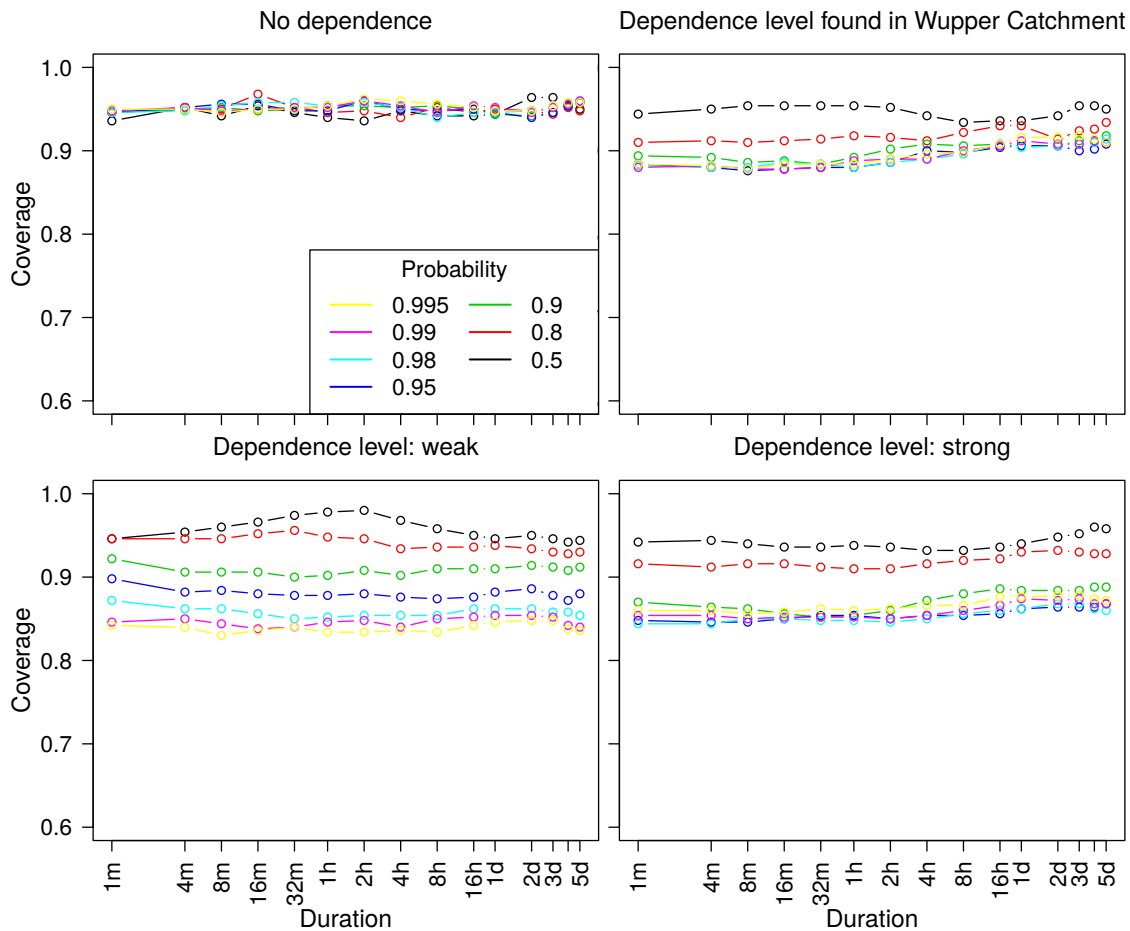 No dependence
Dependence level found in Wupper Catchment
1.0
0.9
0.8
0.7
0.6
Coverage
Probability
0.995
0.99
0.98
0.95
0.9
0.8
0.5
Dependence level: weak
Dependence level: strong
1.0
0.9
0.8
0.7
0.6
Coverage
1m 4m 8m 16m 32m 1h 2h 4h 8h 16h 1d 2d 3d 5d
Duration
1m 4m 8m 16m 32m 1h 2h 4h 8h 16h 1d 2d 3d 5d
Duration